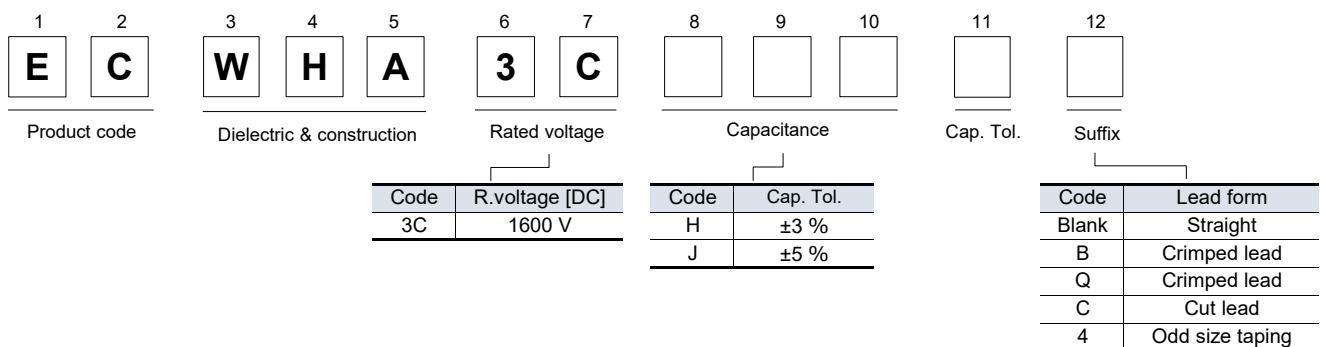 1 2 3 4 5 6 7 8 9 10 11 12
E C W H A 3 C
Product code Dielectric & construction Rated voltage Capacitance Cap. Tol. Suffix
Code R.voltage [DC]
3C 1600 V
Code Cap. Tol.
H ±3 %
J ±5 %
Code Lead form
Blank Straight
B Crimped lead
Q Crimped lead
C Cut lead
4 Odd size taping